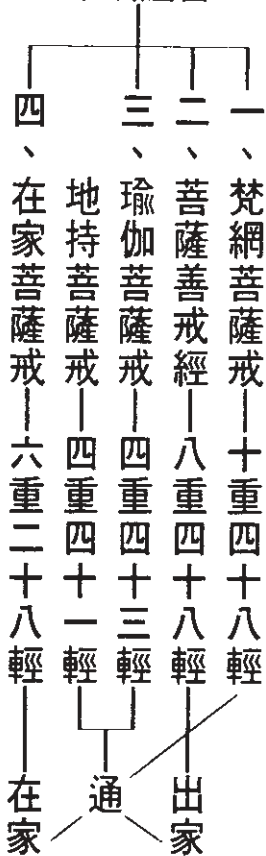 一、梵網菩薩戒—十重四十八輕
二、菩薩善戒經—八重四十八輕
三、瑜伽菩薩戒—四重四十三輕
地持菩薩戒—四重四十一輕
四、在家菩薩戒—六重二十八輕
出家
通
在家